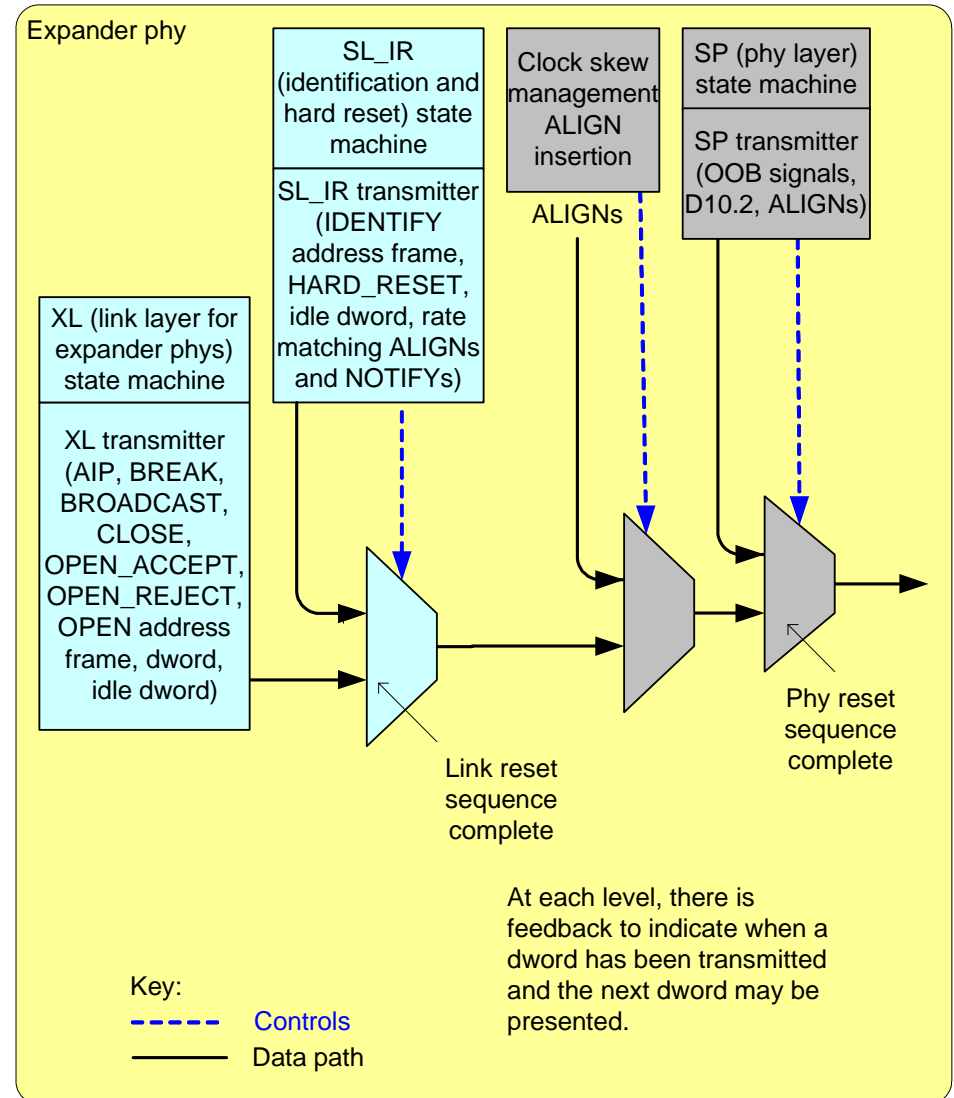 Expander phy
SL_IR
(identification and
hard reset) state
machine
SL_IR transmitter
(IDENTIFY
address frame,
HARD_RESET,
idle dword, rate
matching ALIGNs
and NOTIFYs)
Clock skew
management
ALIGN
insertion
ALIGNs
SP (phy layer)
state machine
SP transmitter
(OOB signals,
D10.2, ALIGNs)
XL (link layer for
expander phys)
state machine
XL transmitter
(AIP, BREAK,
BROADCAST,
CLOSE,
OPEN_ACCEPT,
OPEN_REJECT,
OPEN address
frame, dword,
idle dword)
Link reset
sequence
complete
Phy reset
sequence
complete
At each level, there is
feedback to indicate when a
dword has been transmitted
and the next dword may be
presented.
Key:
Controls
Data path